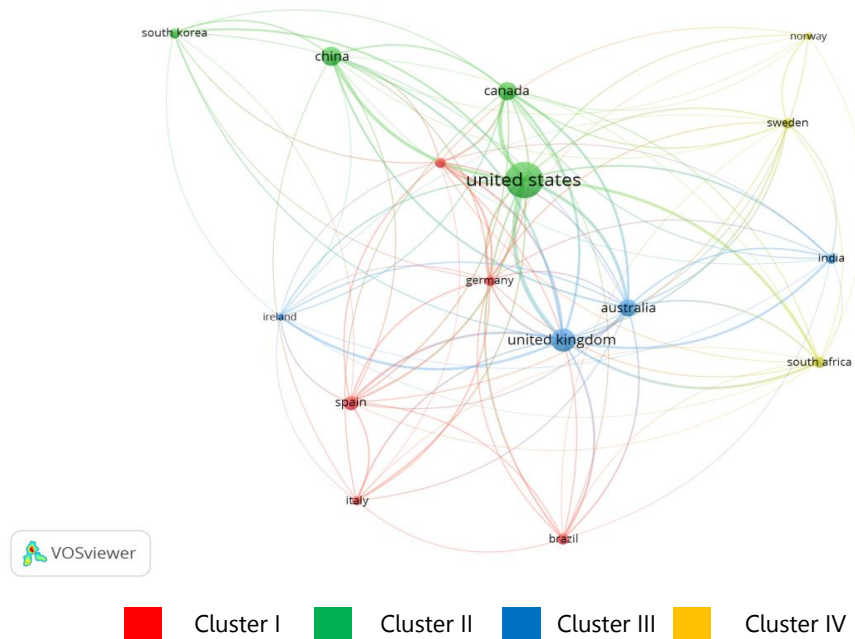 south korea
norway
china
canada
sweden
united states
india
germany
australia
ireland
united kingdom
south africa
spain
italy
brazil
VOSviewer
Cluster I
Cluster II
Cluster III
Cluster IV